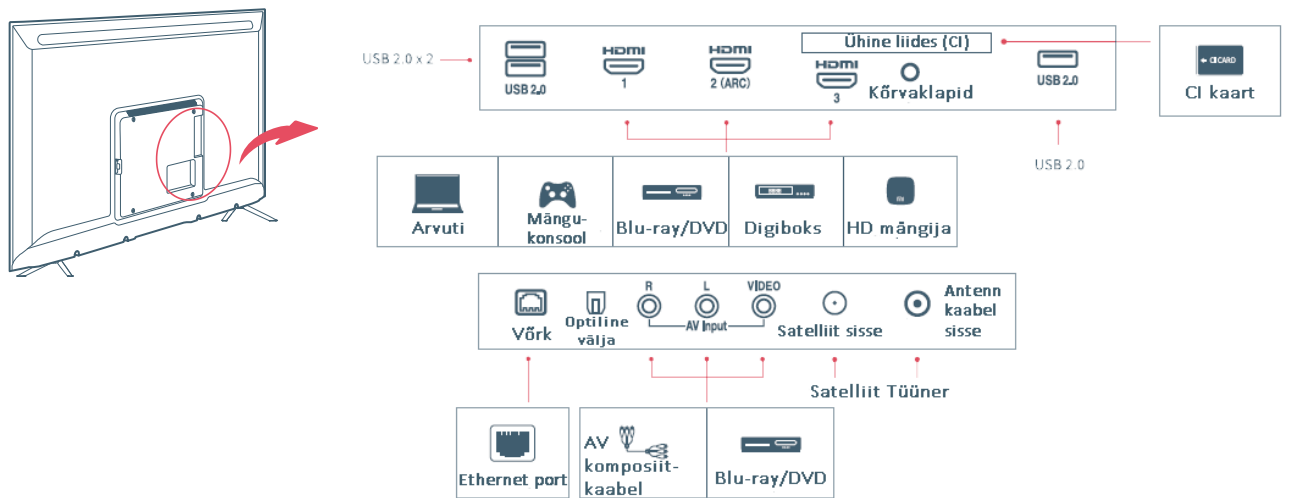 USB 2.0 x 2
USB 2.0
HDMI
1
HDMI
2 (ARC)
HDMI
3
Ühine liides (CI)
Kõrvaklapid
USB 2.0
CI CARD
CI kaart
USB 2.0
Arvuti
Mängu-
konsool
Blu-ray/DVD
Digiboks
mi
HD mängija
Võrk
Optiline
välja
R
L
VIDEO
AV Input
Satelliit sisse
Antenn
kaabel
sisse
Satelliit Tüüner
Ethernet port
AV
komposiit-
kaabel
Blu-ray/DVD